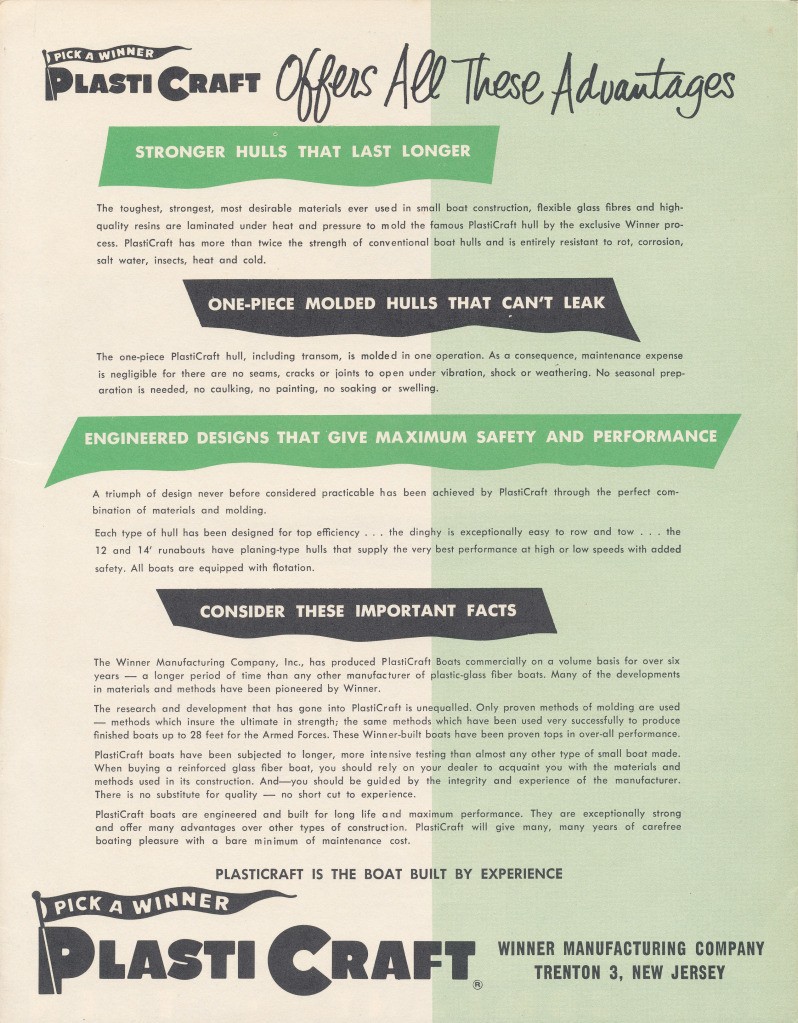 PICK A WINNER
PLASTICRAFT Offers All These Advantages
STRONGER HULLS THAT LAST LONGER
The toughest, strongest, most desirable materials ever used in small boat construction, flexible glass fibres and high-
quality resins are laminated under heat and pressure to mold the famous PlastiCraft hull by the exclusive Winner pro-
cess. PlastiCraft has more than twice the strength of conventional boat hulls and is entirely resistant to rot, corrosion,
salt water, insects, heat and cold.
ONE-PIECE MOLDED HULLS THAT CAN'T LEAK
The one-piece PlastiCraft hull, including transom, is molded in one operation. As a consequence, maintenance expense
is negligible for there are no seams, cracks or joints to open under vibration, shock or weathering. No seasonal prep-
aration is needed, no caulking, no painting, no soaking or swelling.
ENGINEERED DESIGNS THAT GIVE MAXIMUM SAFETY AND PERFORMANCE
A triumph of design never before considered practicable has been achieved by PlastiCraft through the perfect com-
bination of materials and molding.
Each type of hull has been designed for top efficiency . . . the dinghy is exceptionally easy to row and tow . . . the
12 and 14' runabouts have planing-type hulls that supply the very best performance at high or low speeds with added
safety. All boats are equipped with flotation.
CONSIDER THESE IMPORTANT FACTS
The Winner Manufacturing Company, Inc., has produced PlastiCraft Boats commercially on a volume basis for over six
years — a longer period of time than any other manufacturer of plastic-glass fiber boats. Many of the developments
in materials and methods have been pioneered by Winner.
The research and development that has gone into PlastiCraft is unequalled. Only proven methods of molding are used
— methods which insure the ultimate in strength; the same methods which have been used very successfully to produce
finished boats up to 28 feet for the Armed Forces. These Winner-built boats have been proven tops in over-all performance.
PlastiCraft boats have been subjected to longer, more intensive testing than almost any other type of small boat made.
When buying a reinforced glass fiber boat, you should rely on your dealer to acquaint you with the materials and
methods used in its construction. And—you should be guided by the integrity and experience of the manufacturer.
There is no substitute for quality — no short cut to experience.
PlastiCraft boats are engineered and built for long life and maximum performance. They are exceptionally strong
and offer many advantages over other types of construction. PlastiCraft will give many, many years of carefree
boating pleasure with a bare minimum of maintenance cost.
PLASTICRAFT IS THE BOAT BUILT BY EXPERIENCE
PICK A WINNER
PLASTICRAFT ®
WINNER MANUFACTURING COMPANY
TRENTON 3, NEW JERSEY